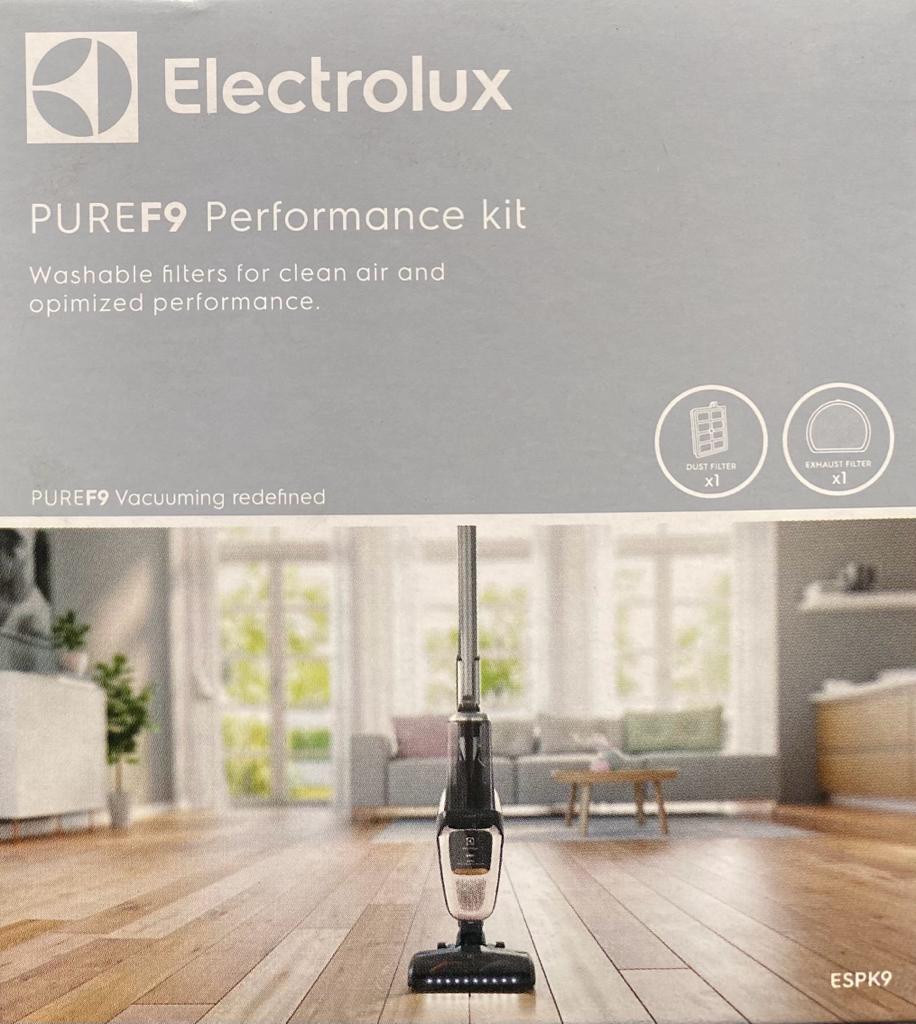 Electrolux
PUREF9 Performance kit
Washable filters for clean air and
opimized performance.
DUST FILTER
x1
EXHAUST FILTER
x1
PUREF9 Vacuuming redefined
ESPK9